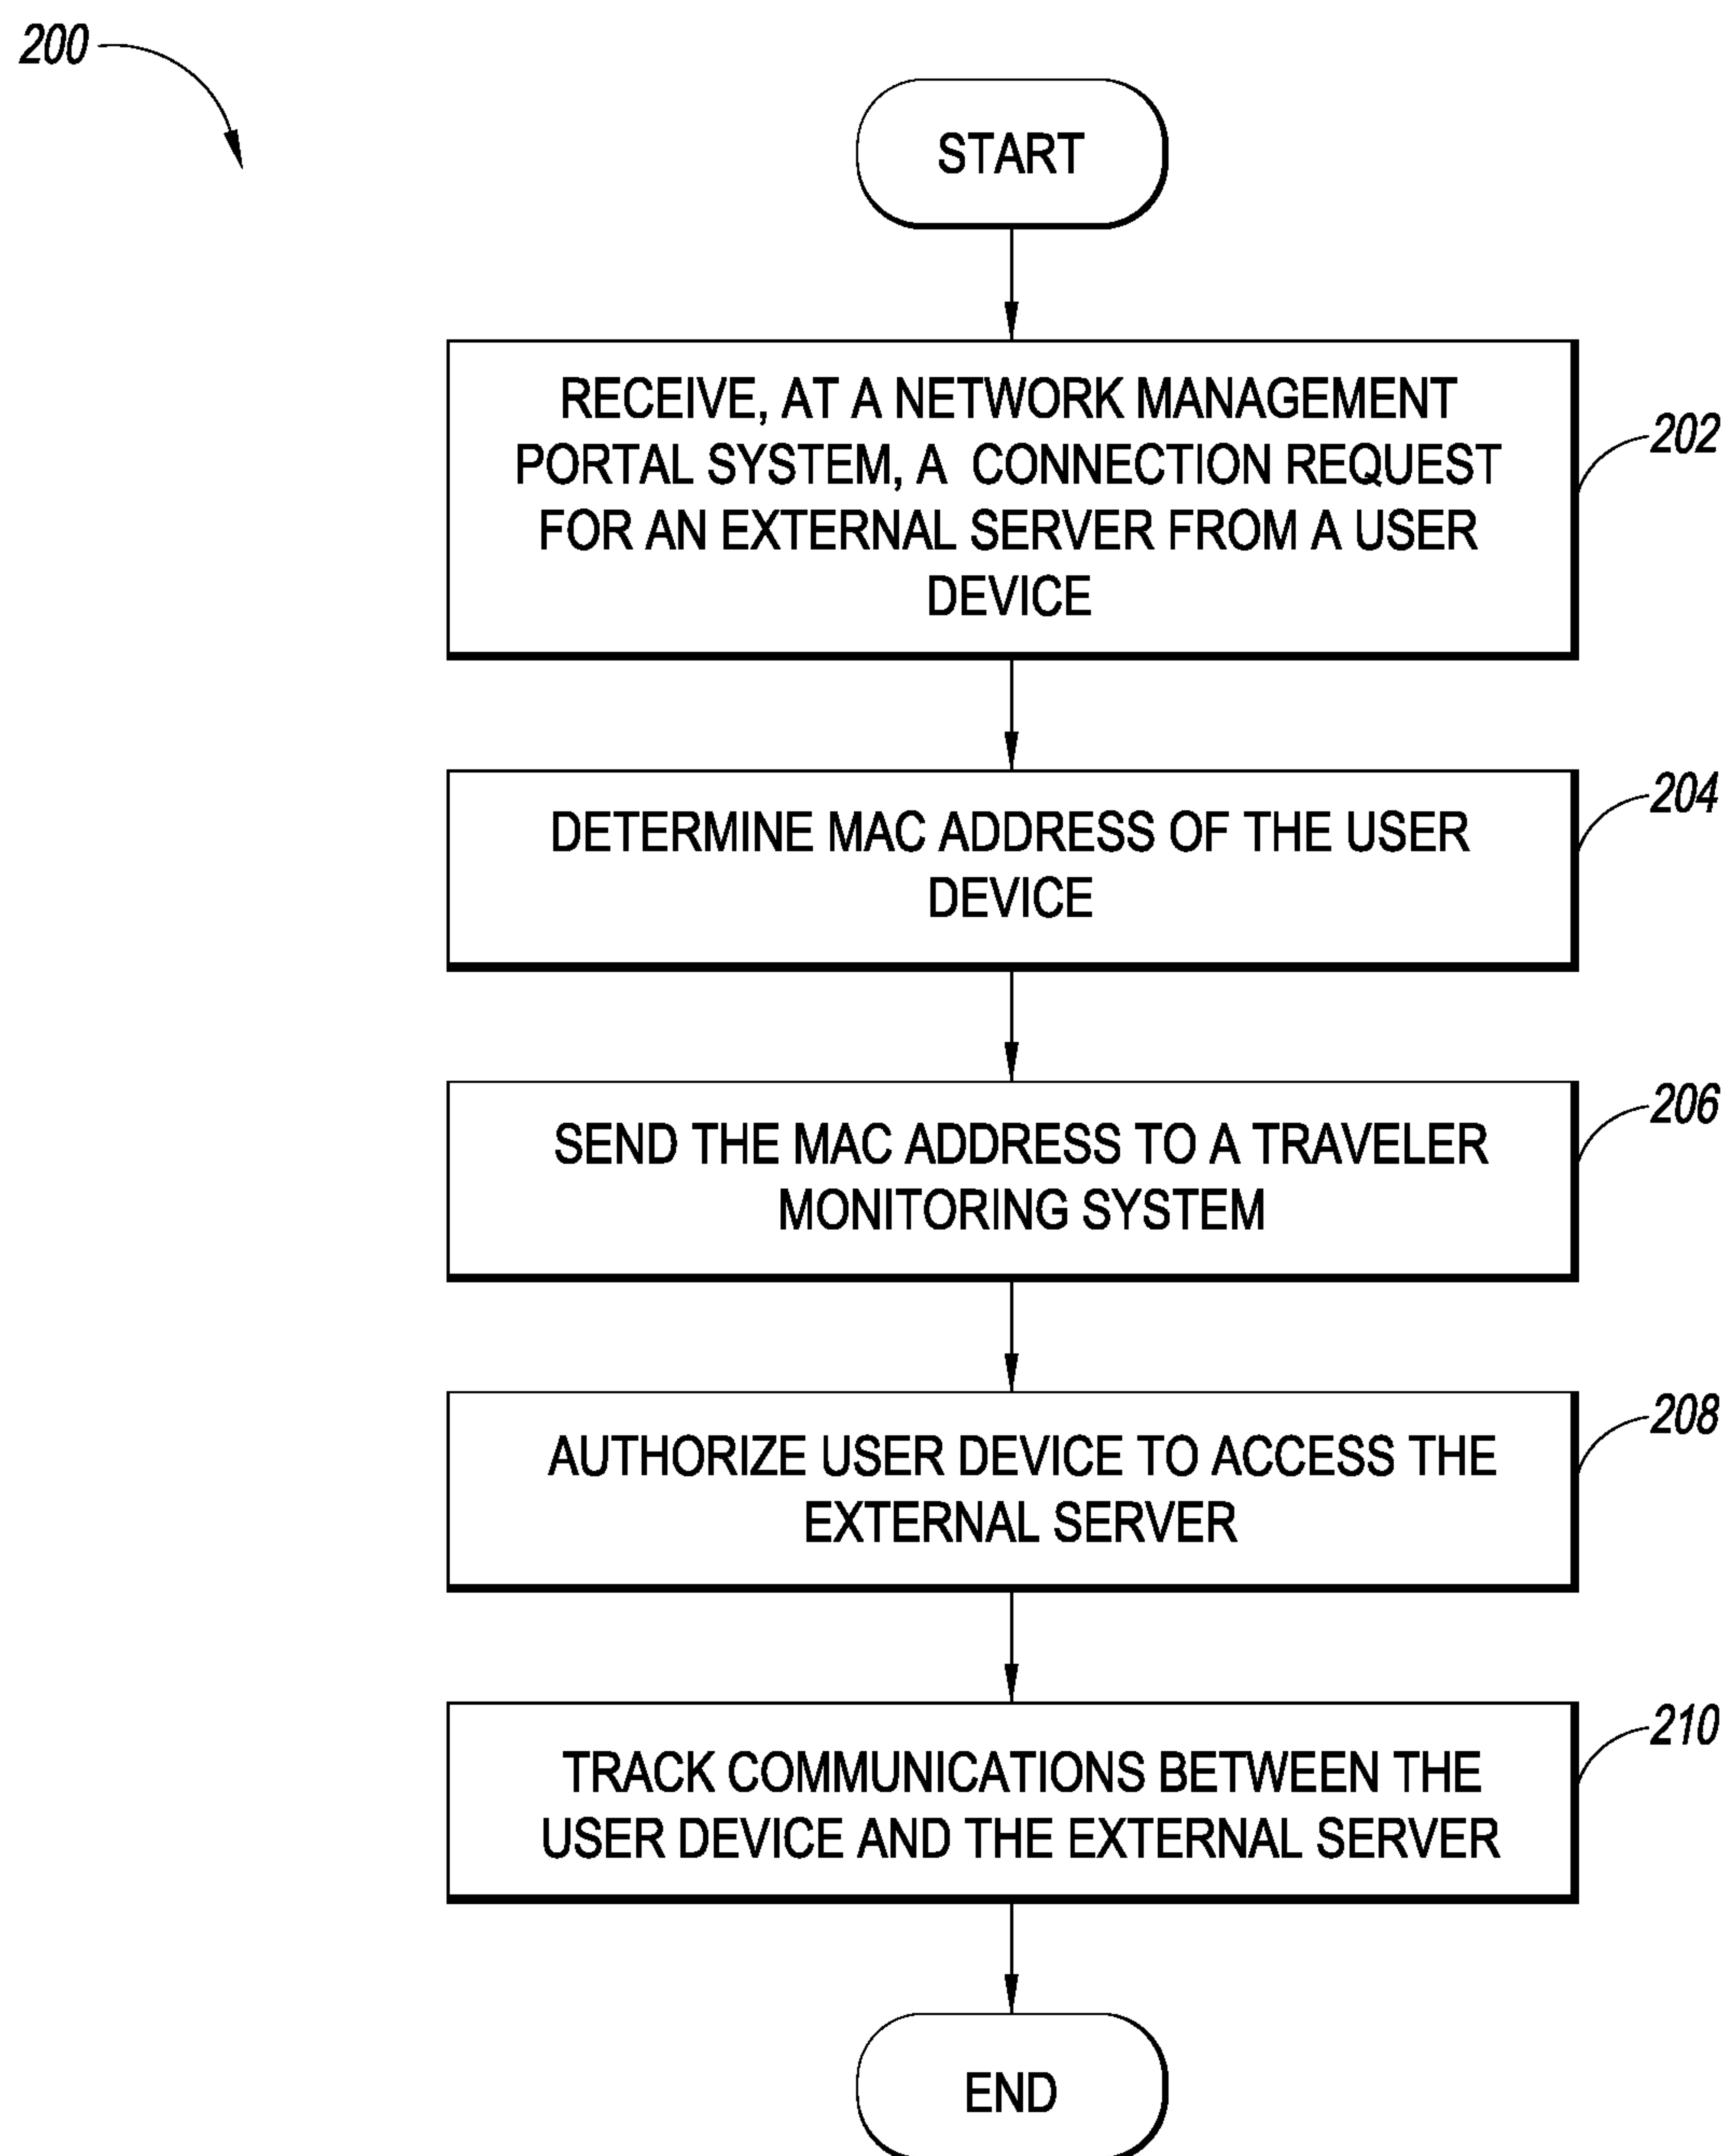 200
START
RECEIVE, AT A NETWORK MANAGEMENT
PORTAL SYSTEM, A CONNECTION REQUEST
FOR AN EXTERNAL SERVER FROM A USER
DEVICE
202
DETERMINE MAC ADDRESS OF THE USER
DEVICE
204
SEND THE MAC ADDRESS TO A TRAVELER
MONITORING SYSTEM
206
AUTHORIZE USER DEVICE TO ACCESS THE
EXTERNAL SERVER
208
TRACK COMMUNICATIONS BETWEEN THE
USER DEVICE AND THE EXTERNAL SERVER
210
END